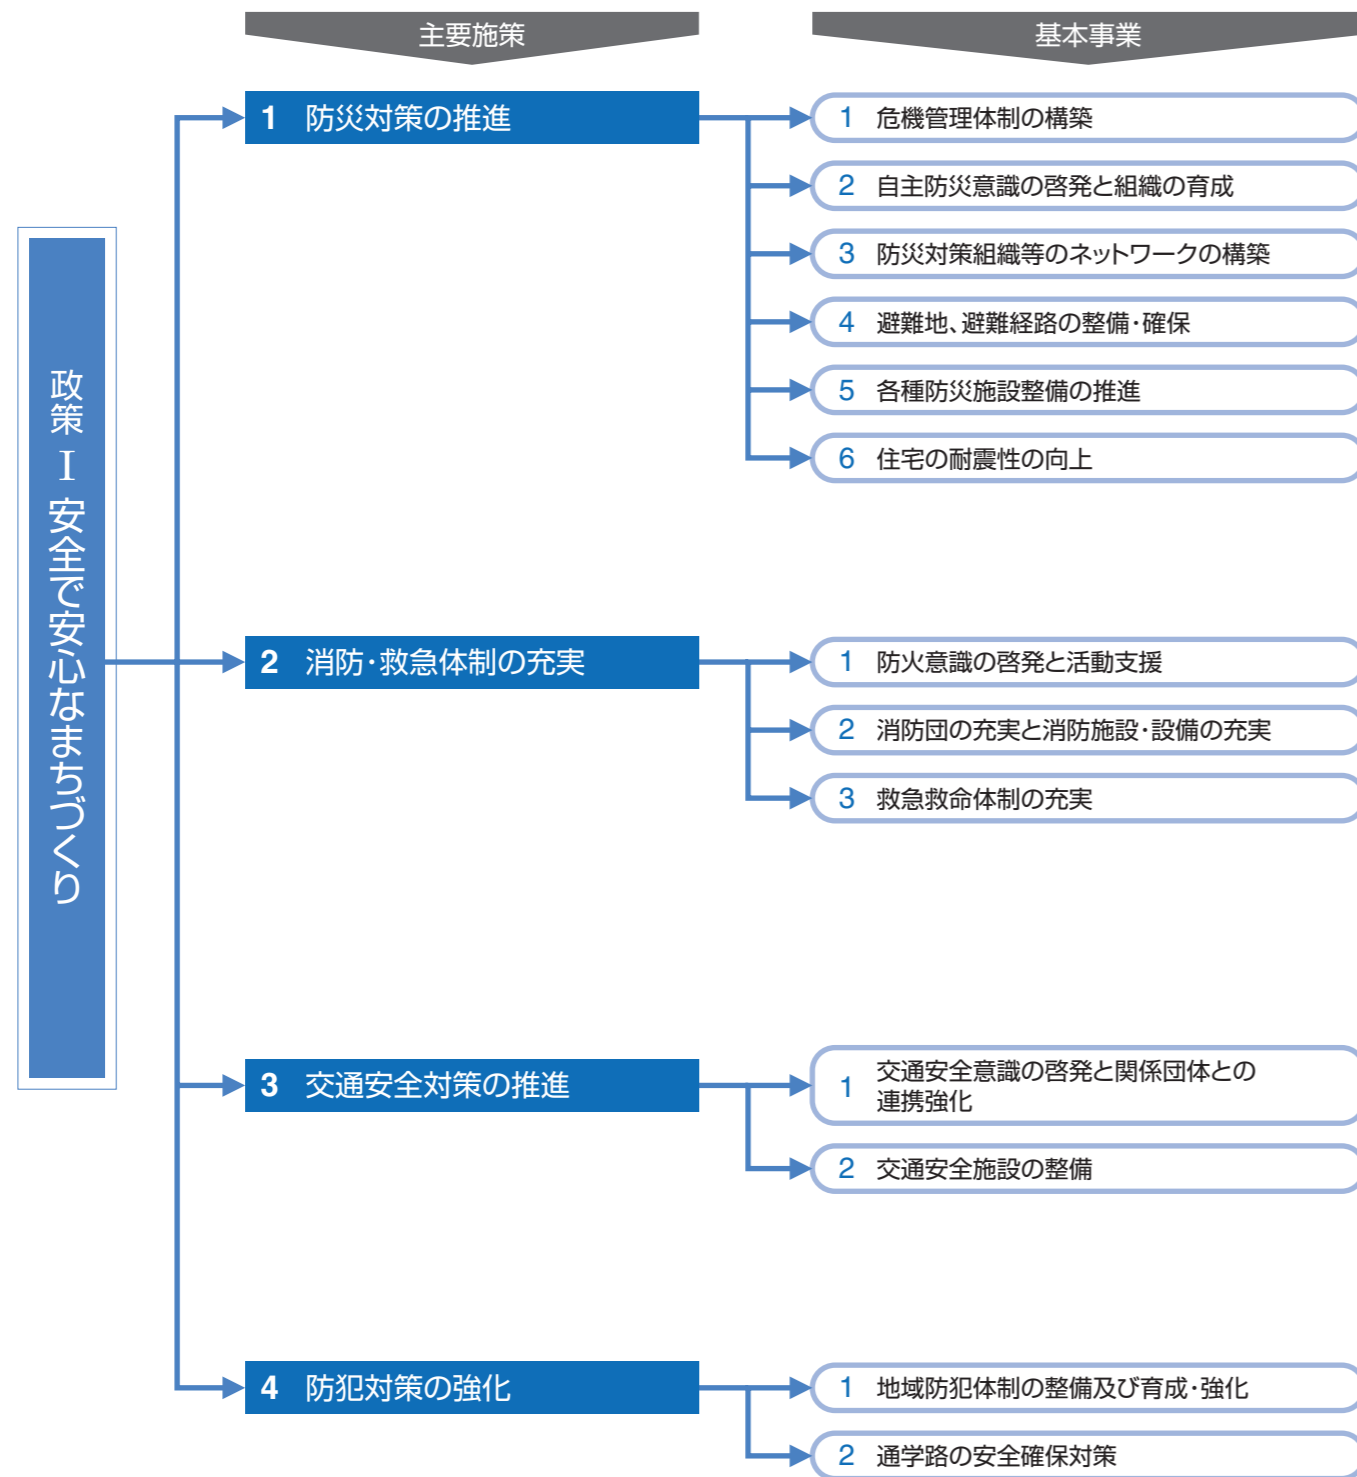 主要施策
基本事業
政策 Ⅰ 安全で安心なまちづくり
1 防災対策の推進
1 危機管理体制の構築
2 自主防災意識の啓発と組織の育成
3 防災対策組織等のネットワークの構築
4 避難地、避難経路の整備・確保
5 各種防災施設整備の推進
6 住宅の耐震性の向上
2 消防・救急体制の充実
1 防火意識の啓発と活動支援
2 消防団の充実と消防施設・設備の充実
3 救急救命体制の充実
3 交通安全対策の推進
1 交通安全意識の啓発と関係団体との
連携強化
2 交通安全施設の整備
4 防犯対策の強化
1 地域防犯体制の整備及び育成・強化
2 通学路の安全確保対策